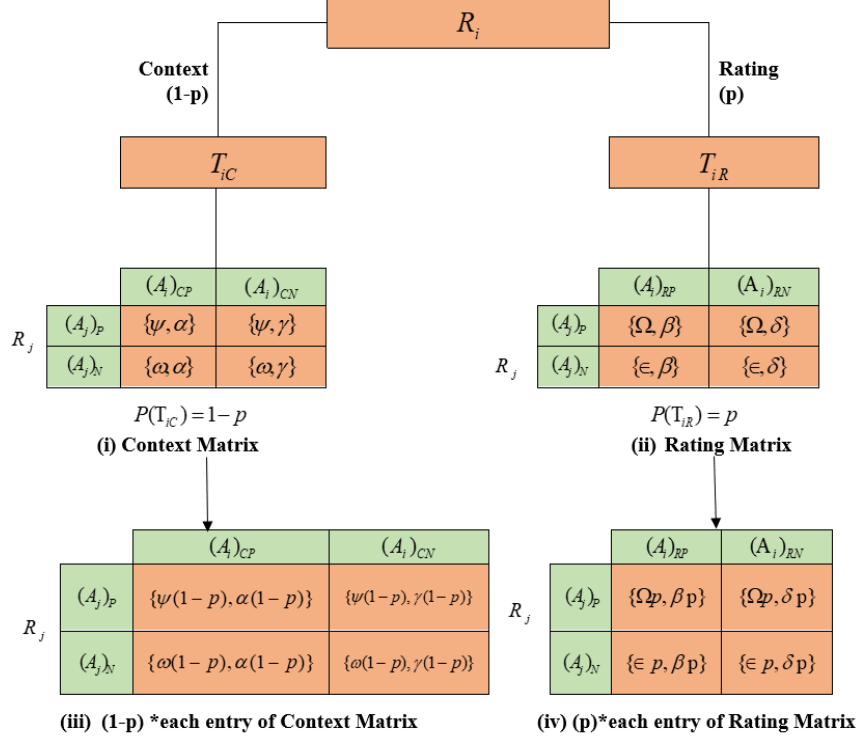 R_i
Context
(1-p)
Rating
(p)
T_iC
T_iR
(A_i)_CP (A_i)_CN
R_j
(A_j)_P {ψ, α} {ψ, γ}
(A_j)_N {ω, α} {ω, γ}
P(T_iC) = 1 - p
(i) Context Matrix
(A_i)_RP (A_i)_RN
(A_j)_P {Ω, β} {Ω, δ}
R_j
(A_j)_N {∈, β} {∈, δ}
P(T_iR) = p
(ii) Rating Matrix
(A_i)_CP (A_i)_CN
(A_j)_P {ψ(1-p), α(1-p)} {ψ(1-p), γ(1-p)}
R_j
(A_j)_N {ω(1-p), α(1-p)} {ω(1-p), γ(1-p)}
(iii) (1-p) *each entry of Context Matrix
(A_i)_RP (A_i)_RN
(A_j)_P {Ωp, βp} {Ωp, δp}
R_j
(A_j)_N {∈ p, βp} {∈ p, δp}
(iv) (p)*each entry of Rating Matrix